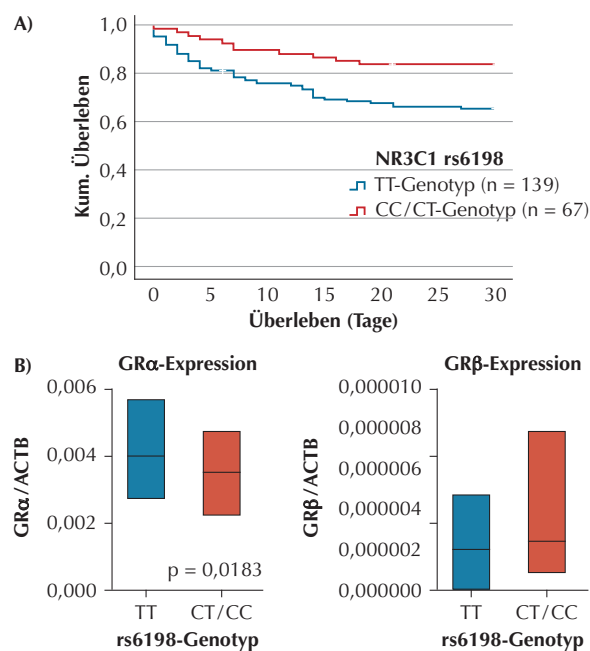 A)
Kum. Überleben
1,0
0,8
0,6
0,4
0,2
0,0
NR3C1 rs6198
TT-Genotyp (n = 139)
CC/CT-Genotyp (n = 67)
0 5 10 15 20 25 30
Überleben (Tage)
B)
GRα-Expression
GRα/ACTB
0,006
0,004
0,002
0,000
p = 0,0183
TT CT/CC
rs6198-Genotyp
GRβ-Expression
GRβ/ACTB
0,000010
0,000008
0,000006
0,000004
0,000002
0,000000
TT CT/CC
rs6198-Genotyp